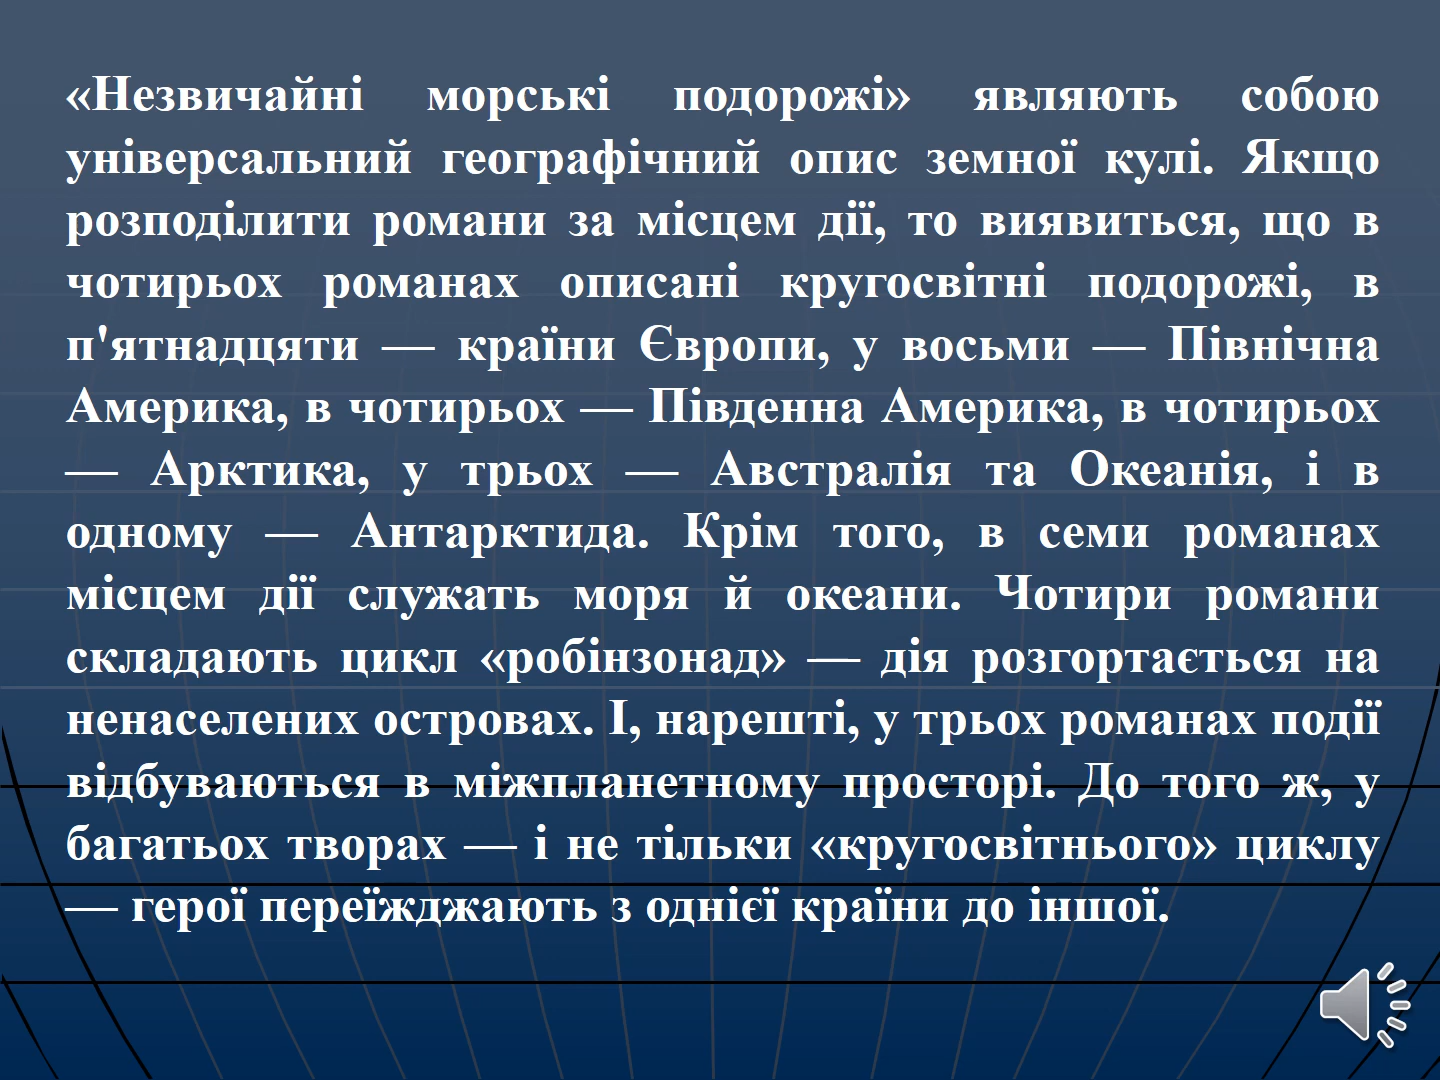 «Незвичайні морські подорожі» являють собою
універсальний географічний опис земної кулі. Якщо
розподілити романи за місцем дії, то виявиться, що в
чотирьох романах описані кругосвітні подорожі, в
п'ятнадцяти — країни Європи, у восьми — Північна
Америка, в чотирьох — Південна Америка, в чотирьох
— Арктика, у трьох — Австралія та Океанія, і в
одному — Антарктида. Крім того, в семи романах
місцем дії служать моря й океани. Чотири романи
складають цикл «робінзонад» — дія розгортається на
ненаселених островах. І, нарешті, у трьох романах події
відбуваються в міжпланетному просторі. До того ж, у
багатьох творах — і не тільки «кругосвітнього» циклу
— герої переїжджають з однієї країни до іншої.